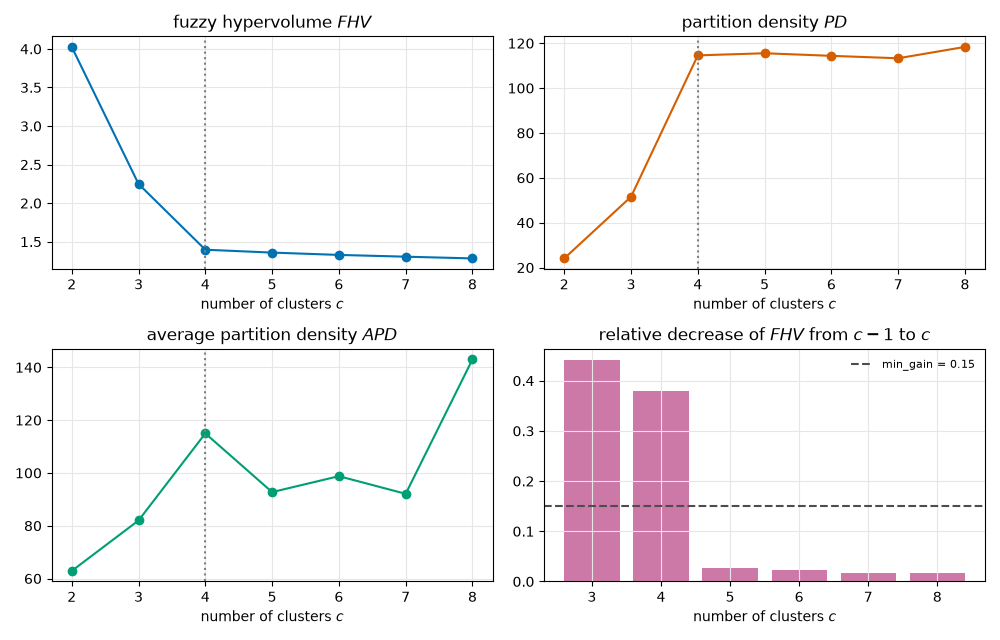 fuzzy hypervolume FHV
4.0
3.5
3.0
2.5
2.0
1.5
2 3 4 5 6 7 8
number of clusters c
partition density PD
120
100
80
60
40
20
2 3 4 5 6 7 8
number of clusters c
average partition density APD
140
120
100
80
60
2 3 4 5 6 7 8
number of clusters c
relative decrease of FHV from c − 1 to c
min_gain = 0.15
0.4
0.3
0.2
0.1
0.0
3 4 5 6 7 8
number of clusters c